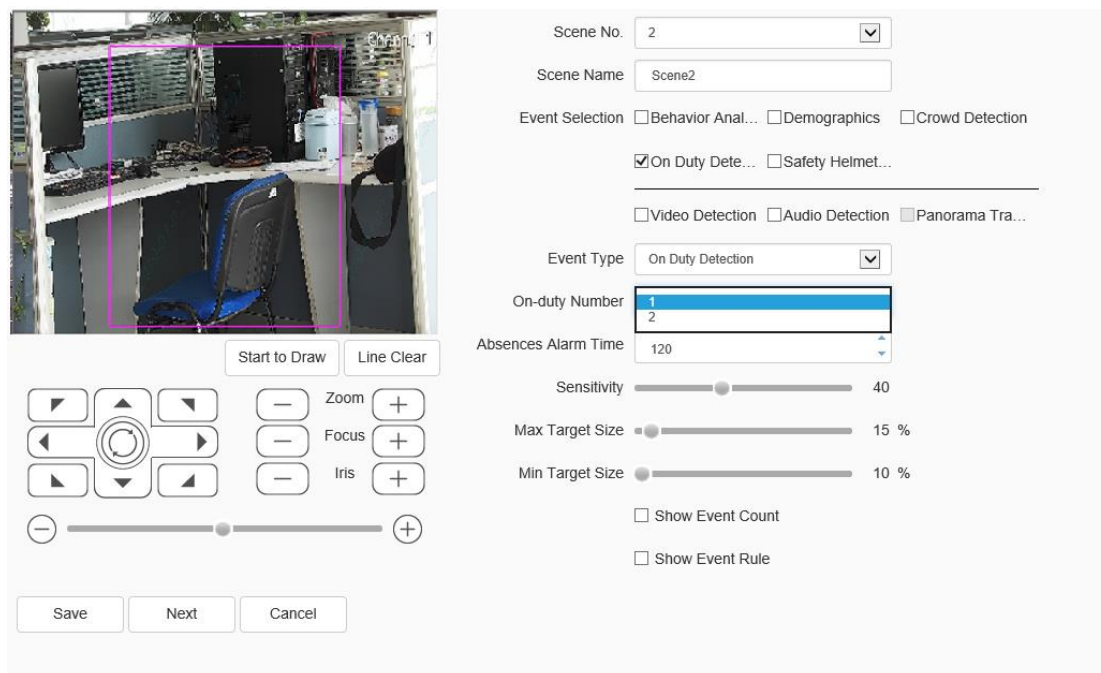 Channel 1
Scene No. 2
Scene Name Scene2
Event Selection Behavior Anal... Demographics Crowd Detection
On Duty Dete... Safety Helmet...
Video Detection Audio Detection Panorama Tra...
Event Type On Duty Detection
On-duty Number 1
2
Absences Alarm Time 120
Start to Draw Line Clear
Sensitivity 40
Zoom
Max Target Size 15 %
Focus
Min Target Size 10 %
Iris
Show Event Count
Show Event Rule
Save Next Cancel